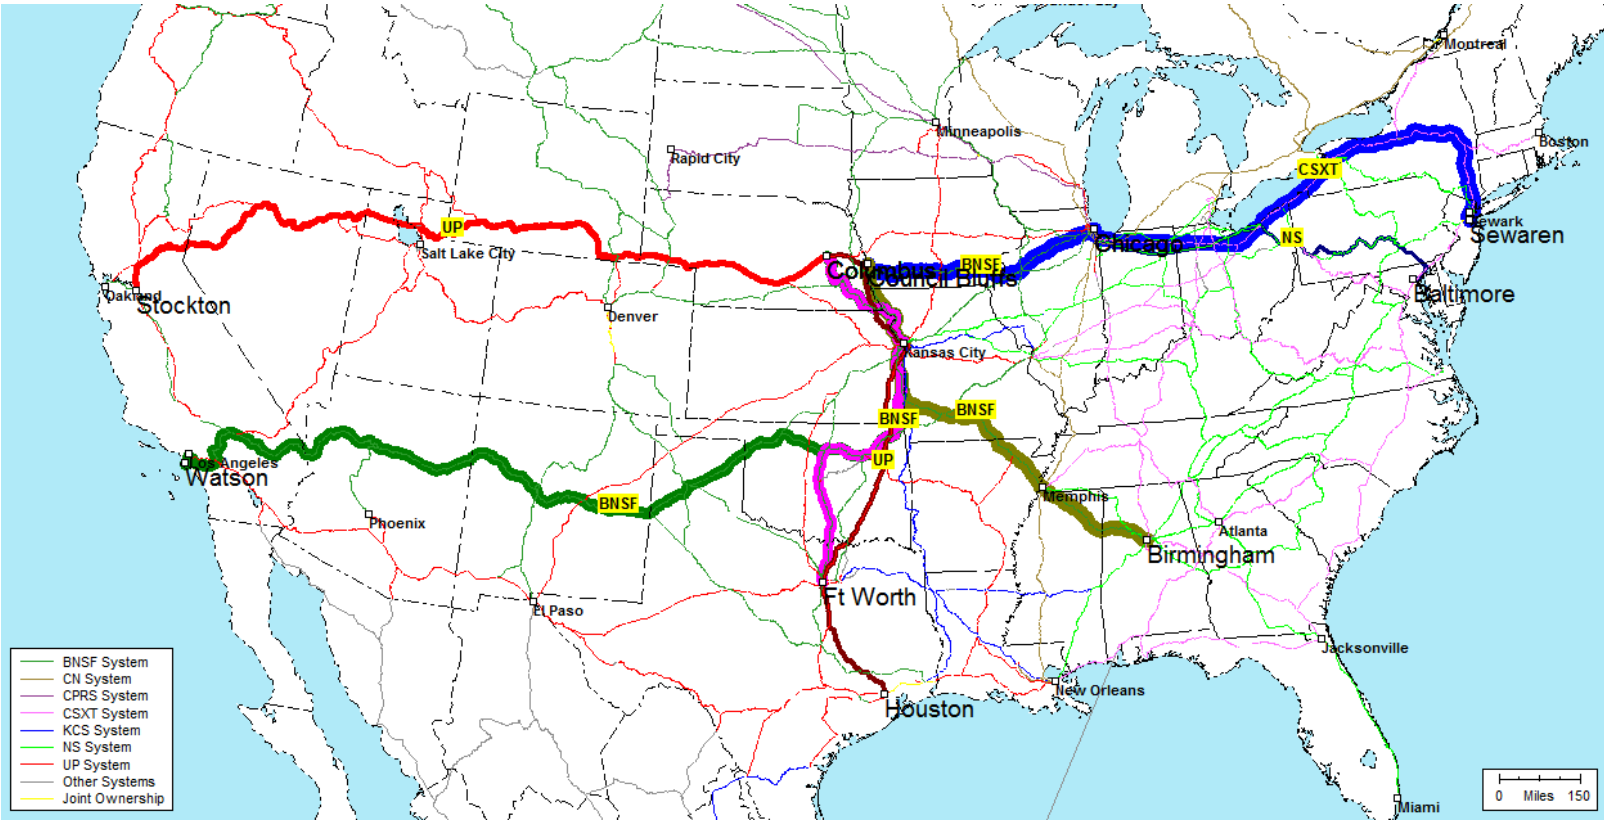 Montreal
Minneapolis
Boston
Rapid City
CSXT
UP
Newark
Sewaren
NS
Chicago
Salt Lake City
BNSF
Columbus
Council Bluffs
Oakland
Stockton
Baltimore
Denver
Kansas City
BNSF
BNSF
UP
Los Angeles
Watson
Memphis
BNSF
Phoenix
Atlanta
Birmingham
Ft Worth
El Paso
Jacksonville
New Orleans
Houston
Miami
BNSF System
CN System
CPRS System
CSXT System
KCS System
NS System
UP System
Other Systems
Joint Ownership
0 Miles 150